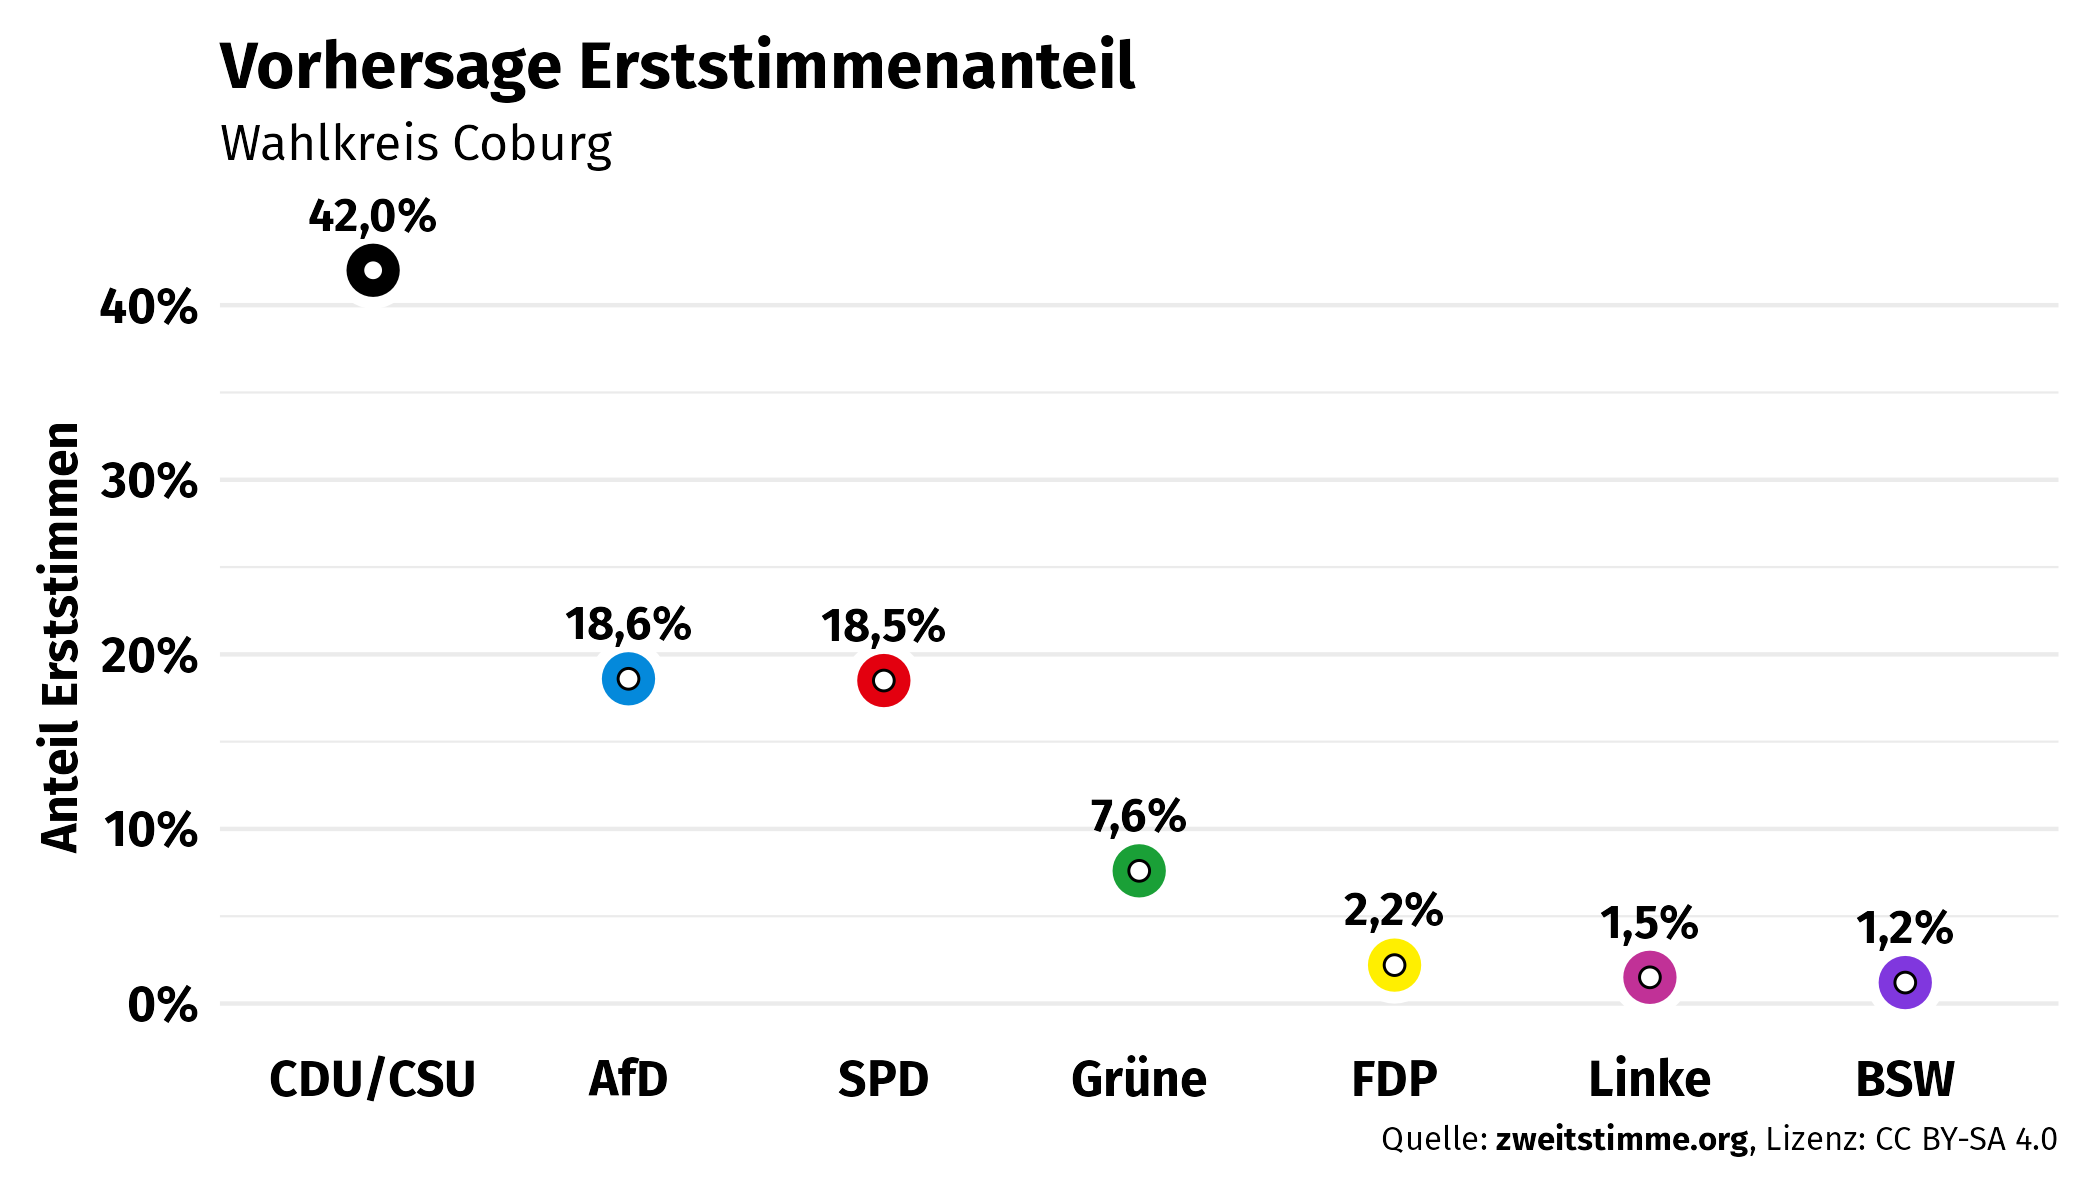 Vorhersage Erststimmenanteil
Wahlkreis Coburg
42,0%
40%
30%
18,6%
18,5%
20%
7,6%
10%
2,2%
1,5%
1,2%
0%
Anteil Erststimmen
CDU/CSU AfD SPD Grüne FDP Linke BSW
Quelle: zweitstimme.org, Lizenz: CC BY-SA 4.0